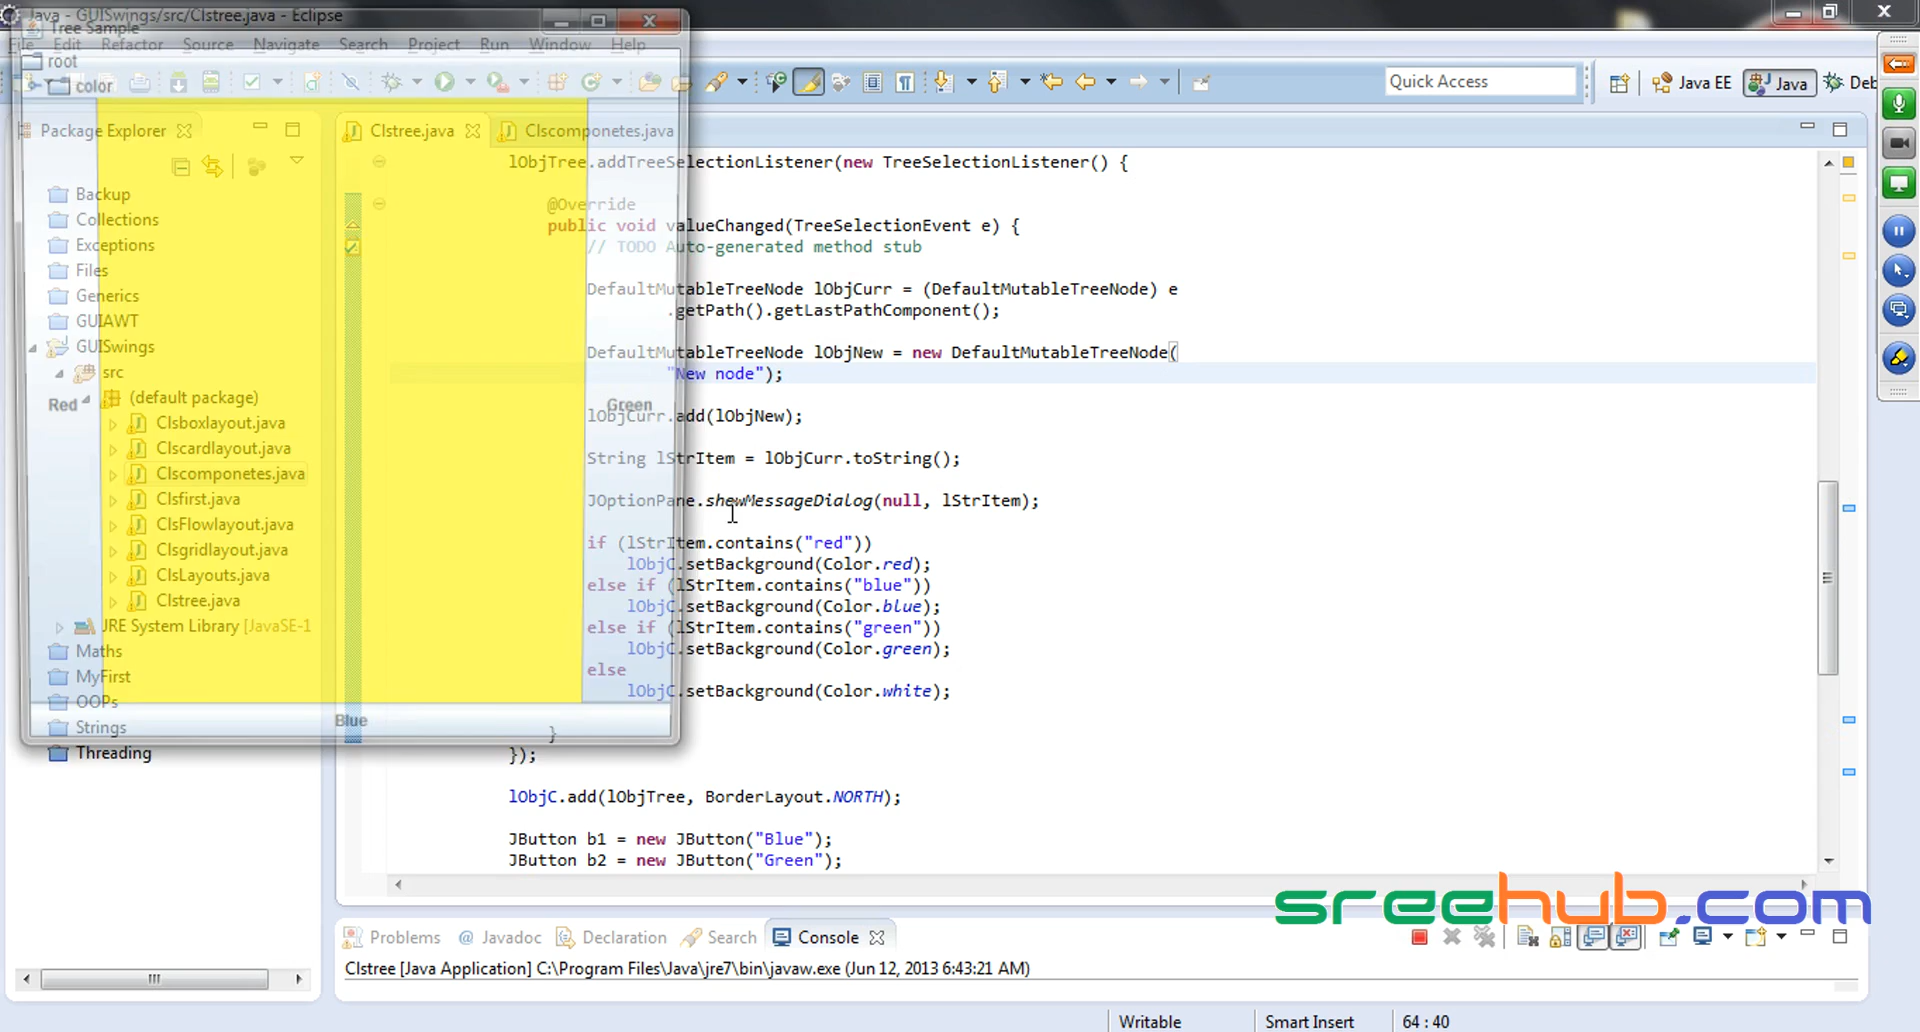 Java - GUISwings/src/Clstree.java - Eclipse
Tree Sample
File Edit Refactor Source Navigate Search Project Run Window Help
root
color
Quick Access
Java EE
Java
Deb
Package Explorer
Clstree.java
Clscomponetes.java
Backup
Collections
Exceptions
Files
Generics
GUIAWT
GUISwings
src
(default package)
Clsboxlayout.java
Clscardlayout.java
Clscomponetes.java
Clsfirst.java
ClsFlowlayout.java
Clsgridlayout.java
ClsLayouts.java
Clstree.java
JRE System Library [JavaSE-1
Maths
MyFirst
OOPs
Strings
Threading
Red
Green
Blue
lObjTree.addTreeSelectionListener(new TreeSelectionListener() {
@Override
public void valueChanged(TreeSelectionEvent e) {
// TODO Auto-generated method stub
DefaultMutableTreeNode lObjCurr = (DefaultMutableTreeNode) e
.getPath().getLastPathComponent();
DefaultMutableTreeNode lObjNew = new DefaultMutableTreeNode(
"New node");
lObjCurr.add(lObjNew);
String lStrItem = lObjCurr.toString();
JOptionPane.showMessageDialog(null, lStrItem);
if (lStrItem.contains("red"))
lObjC.setBackground(Color.red);
else if (lStrItem.contains("blue"))
lObjC.setBackground(Color.blue);
else if (lStrItem.contains("green"))
lObjC.setBackground(Color.green);
else
lObjC.setBackground(Color.white);
}
});
lObjC.add(lObjTree, BorderLayout.NORTH);
JButton b1 = new JButton("Blue");
JButton b2 = new JButton("Green");
sreehub.com
Problems
@ Javadoc
Declaration
Search
Console
Clstree [Java Application] C:\Program Files\Java\jre7\bin\javaw.exe (Jun 12, 2013 6:43:21 AM)
Writable
Smart Insert
64 : 40